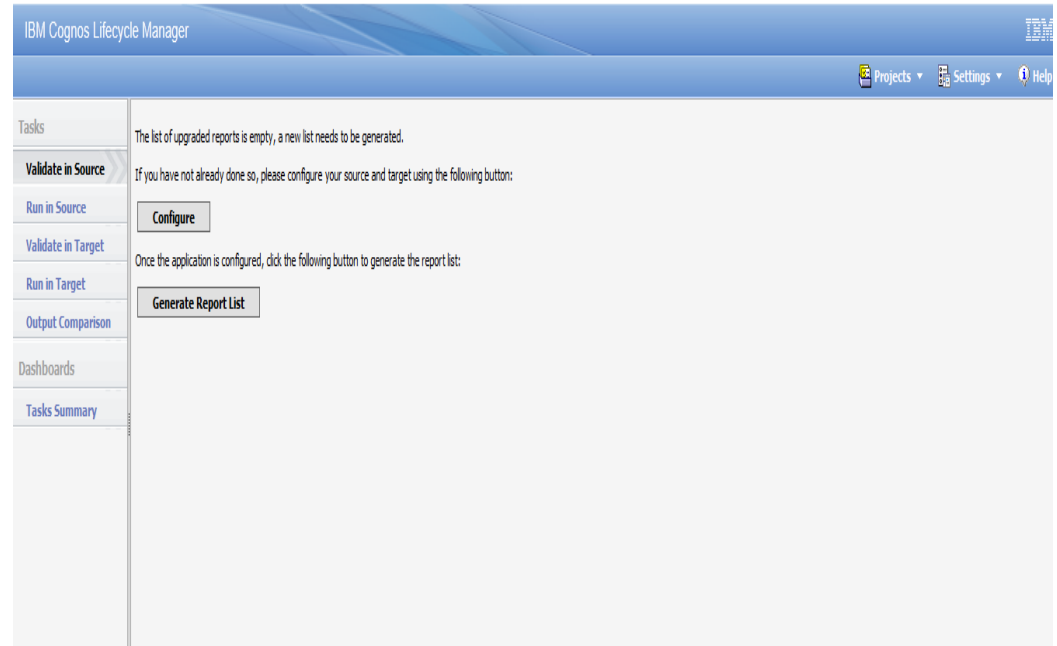 IBM Cognos Lifecycle Manager
IBM
Projects
Settings
Help
Tasks
Validate in Source
Run in Source
Validate in Target
Run in Target
Output Comparison
Dashboards
Tasks Summary
The list of upgraded reports is empty, a new list needs to be generated.
If you have not already done so, please configure your source and target using the following button:
Configure
Once the application is configured, click the following button to generate the report list:
Generate Report List